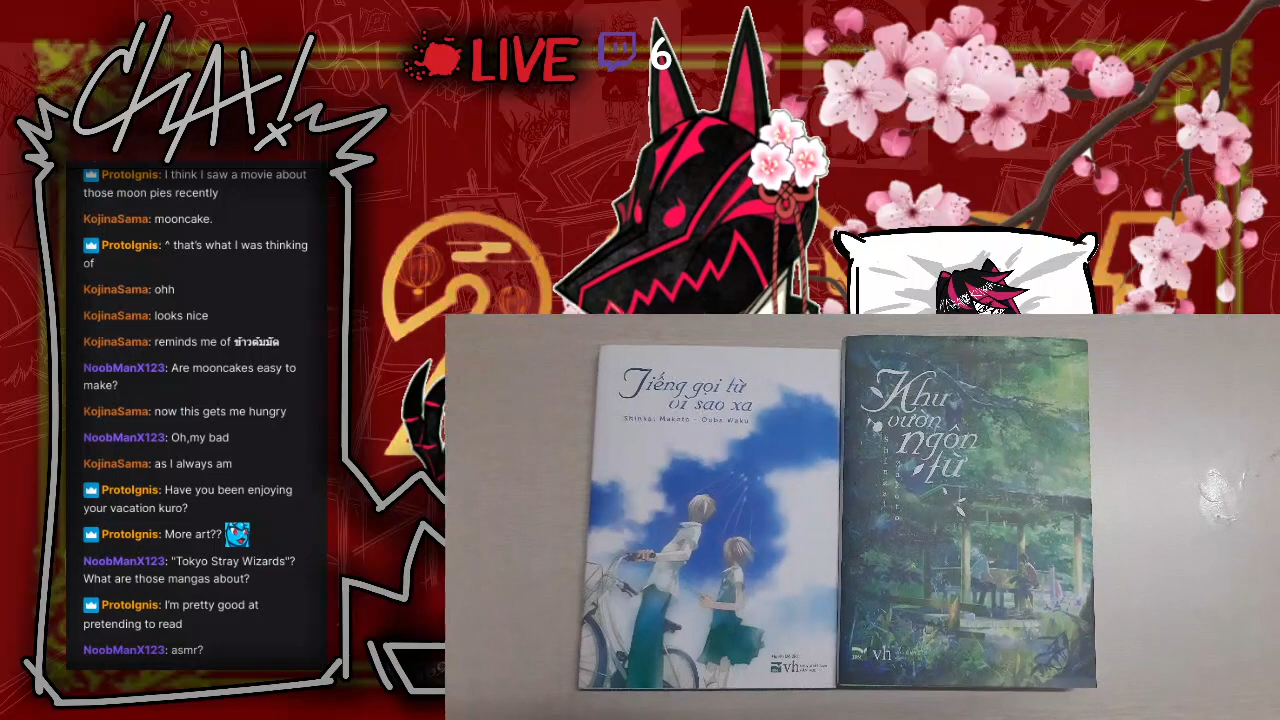 CHAT!
LIVE
6
ProtoIgnis: I think I saw a movie about
those moon pies recently
KojinaSama: mooncake.
ProtoIgnis: ^ that's what I was thinking
of
KojinaSama: ohh
KojinaSama: looks nice
KojinaSama: reminds me of ข้าวต้มมัด
NoobManX123: Are mooncakes easy to
make?
KojinaSama: now this gets me hungry
NoobManX123: Oh,my bad
KojinaSama: as I always am
ProtoIgnis: Have you been enjoying
your vacation kuro?
ProtoIgnis: More art??
NoobManX123: "Tokyo Stray Wizards"?
What are those mangas about?
ProtoIgnis: I'm pretty good at
pretending to read
NoobManX123: asmr?
Tiếng gọi từ
vì sao xa
Shinkai Makoto - Ooba Waku
vh
Khu
vườn
ngôn
từ
Shinkai
Makoto
vh